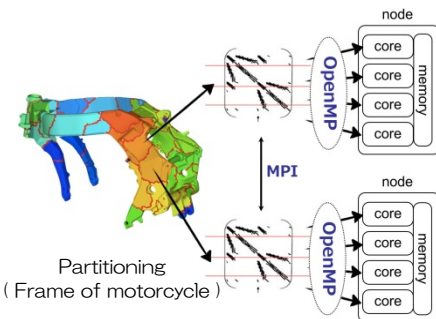 node
core
core
core
core
memory
OpenMP
MPI
node
core
core
core
core
memory
OpenMP
Partitioning
( Frame of motorcycle )